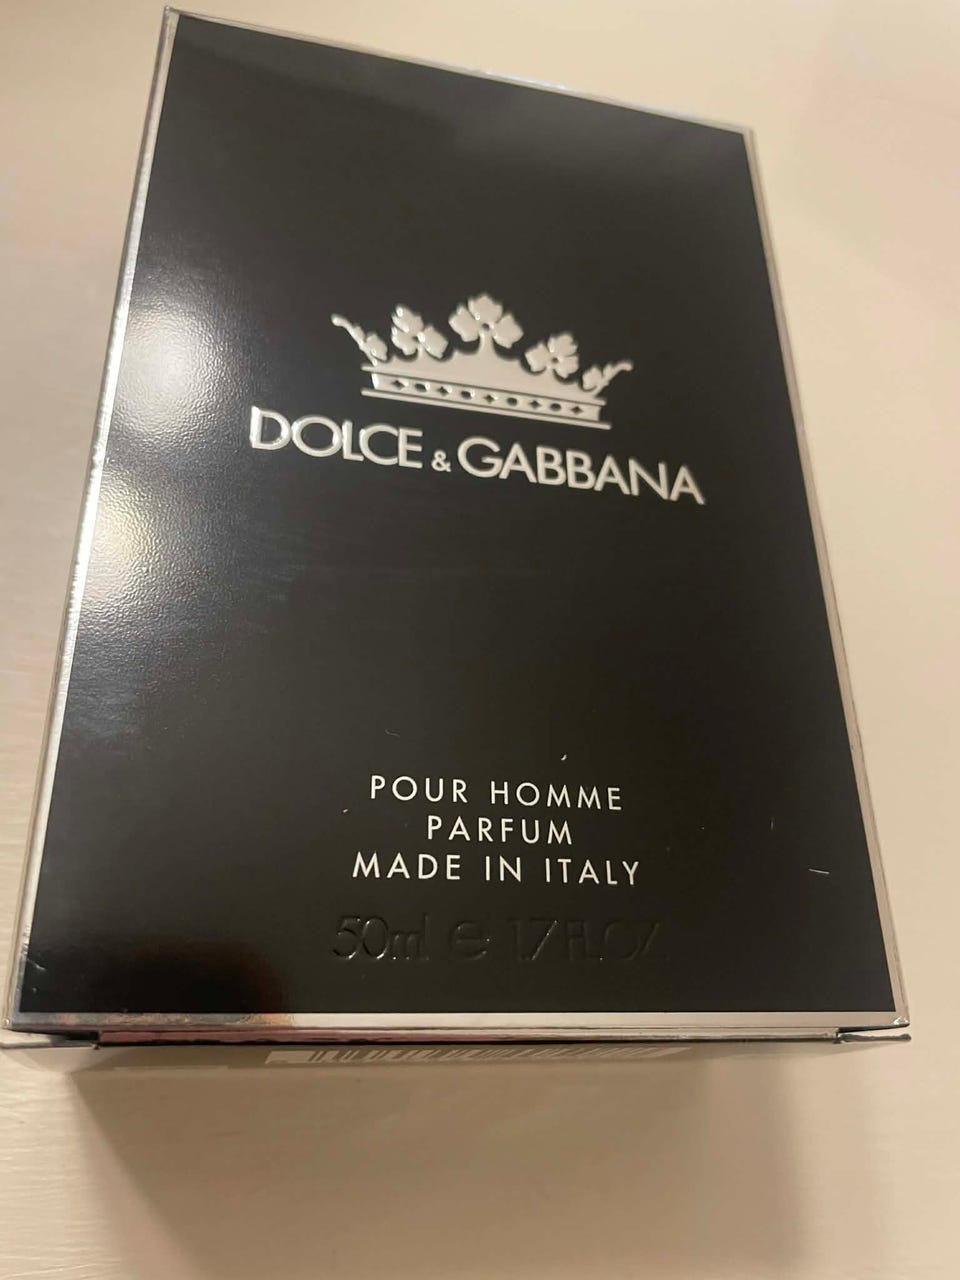 DOLCE & GABBANA
POUR HOMME
PARFUM
MADE IN ITALY
50ml e 1.7 FL.OZ